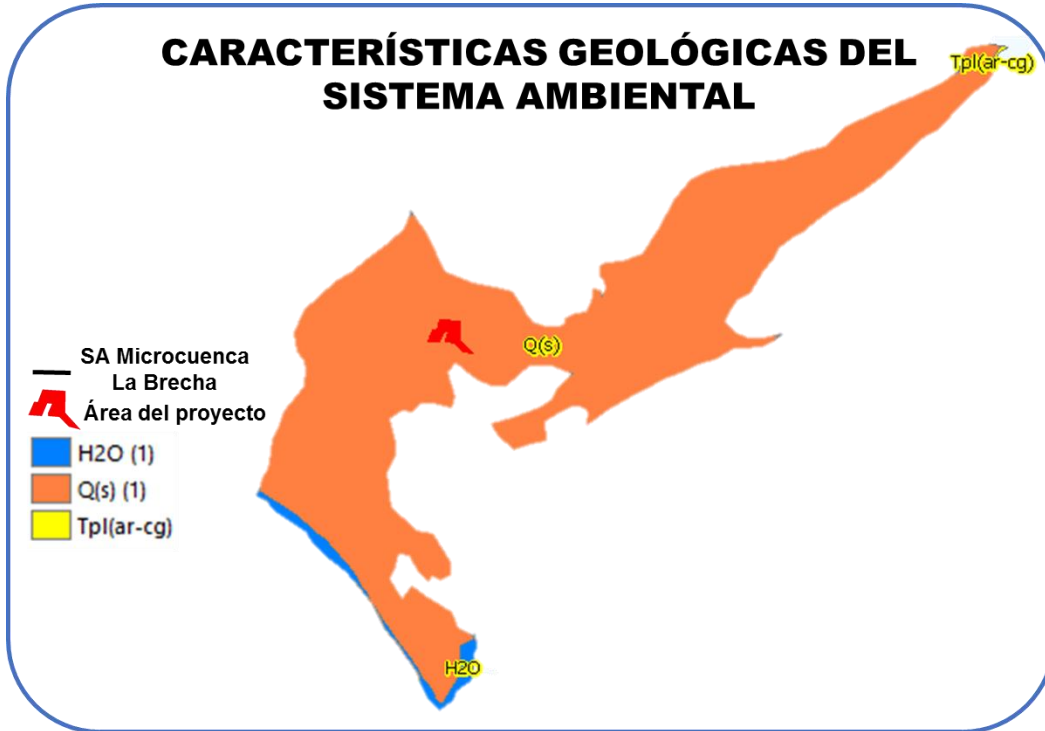 CARACTERÍSTICAS GEOLÓGICAS DEL
SISTEMA AMBIENTAL
Tpl(ar-cg)
Q(s)
SA Microcuenca
La Brecha
Área del proyecto
H2O (1)
Q(s) (1)
Tpl(ar-cg)
H2O